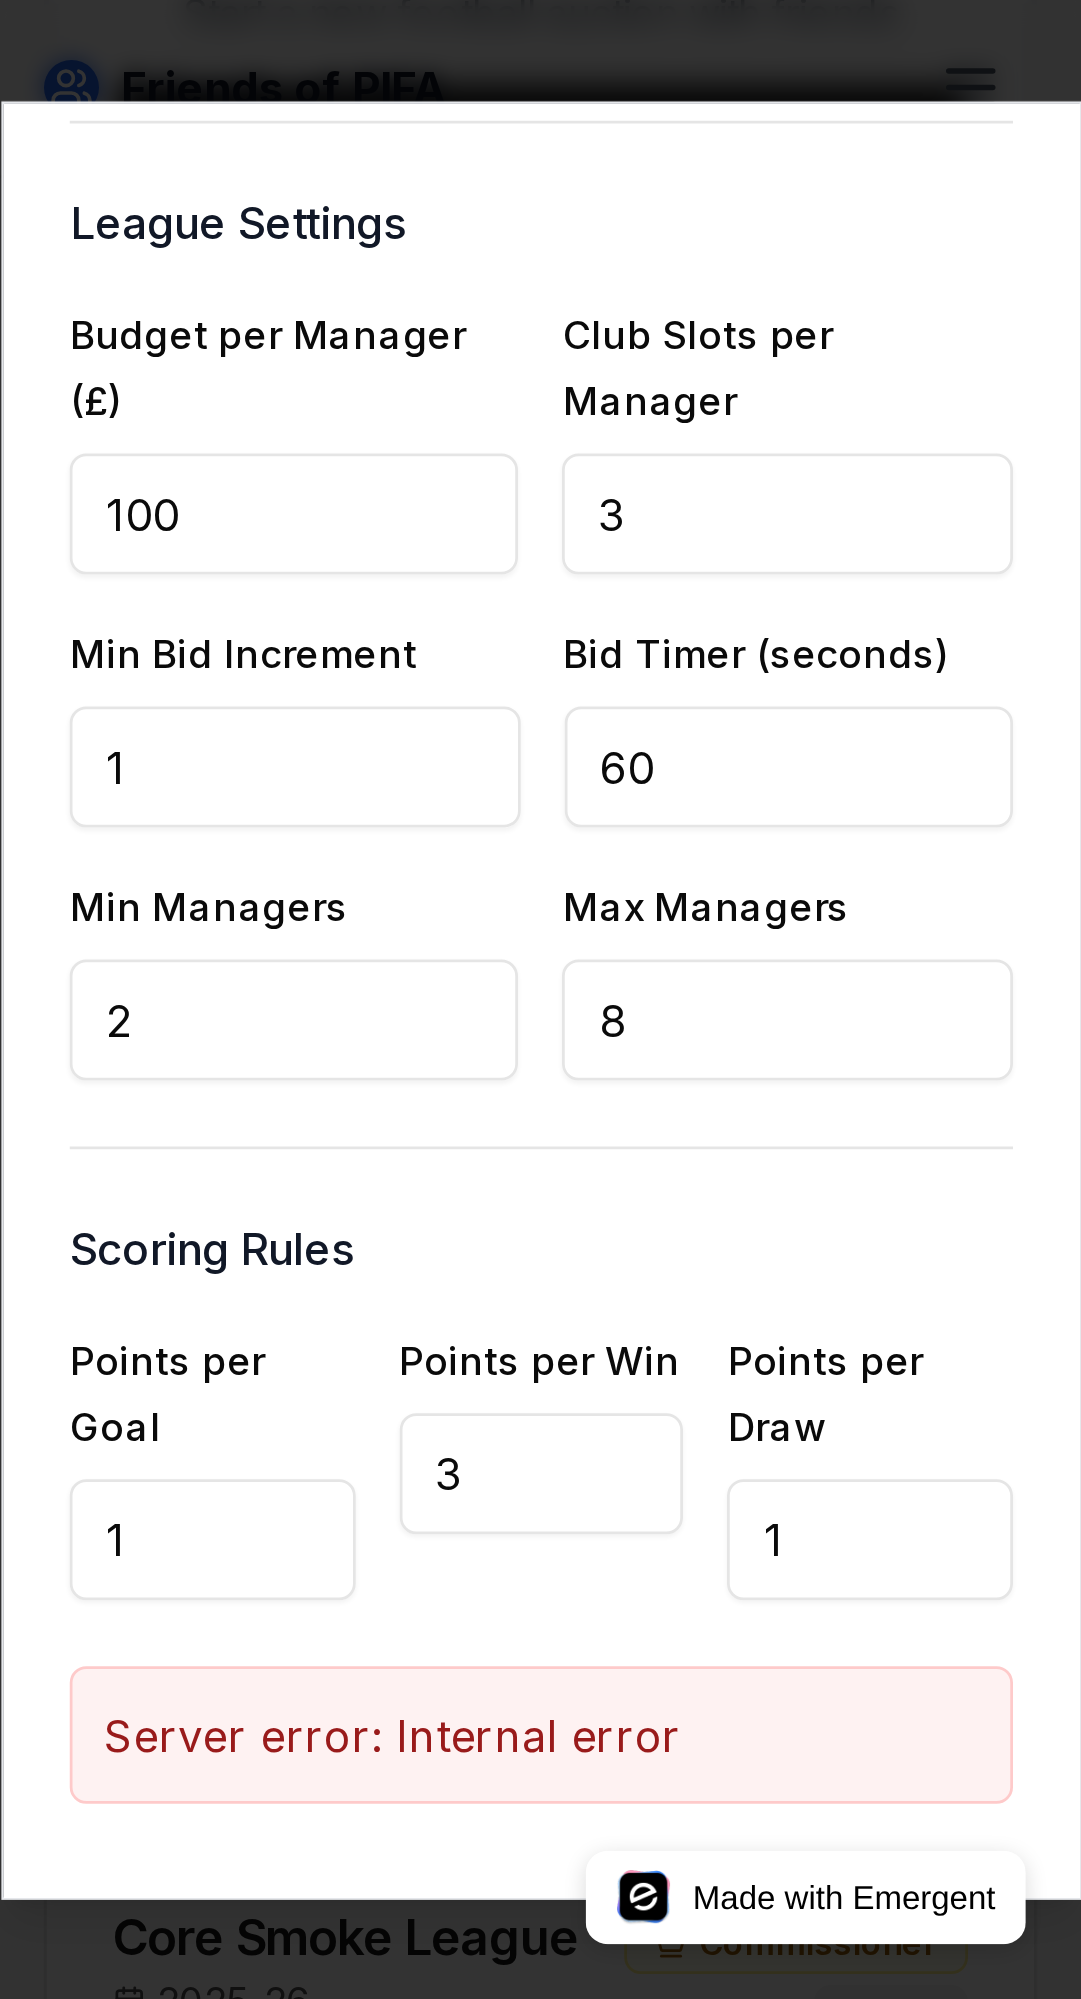 Friends of PIFA
League Settings
Budget per Manager (£)
Club Slots per Manager
100
3
Min Bid Increment
Bid Timer (seconds)
1
60
Min Managers
Max Managers
2
8
Scoring Rules
Points per Goal
Points per Win
Points per Draw
1
3
1
Server error: Internal error
Made with Emergent
Core Smoke League
Commissioner
2025-26